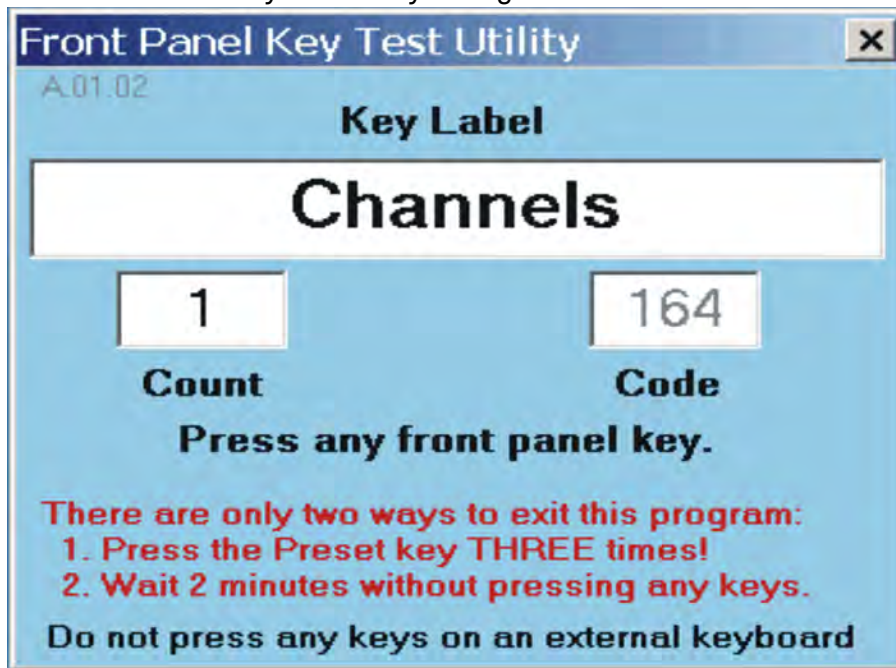 Front Panel Key Test Utility
A.01.02
Key Label
Channels
1 164
Count Code
Press any front panel key.
There are only two ways to exit this program:
1. Press the Preset key THREE times!
2. Wait 2 minutes without pressing any keys.
Do not press any keys on an external keyboard